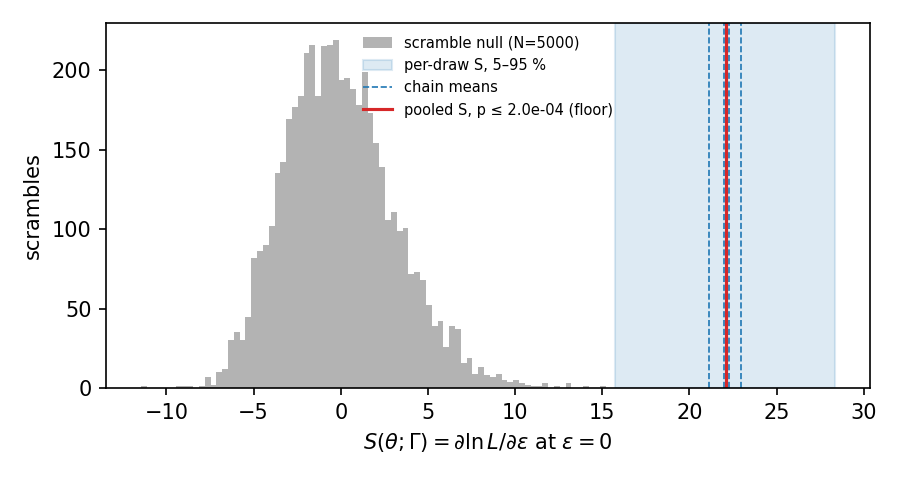 200
150
100
50
0
scrambles
scramble null (N=5000)
per-draw S, 5–95 %
chain means
pooled S, p ≤ 2.0e-04 (floor)
−10 −5 0 5 10 15 20 25 30
S(θ; Γ) = ∂ln L/∂ε at ε = 0